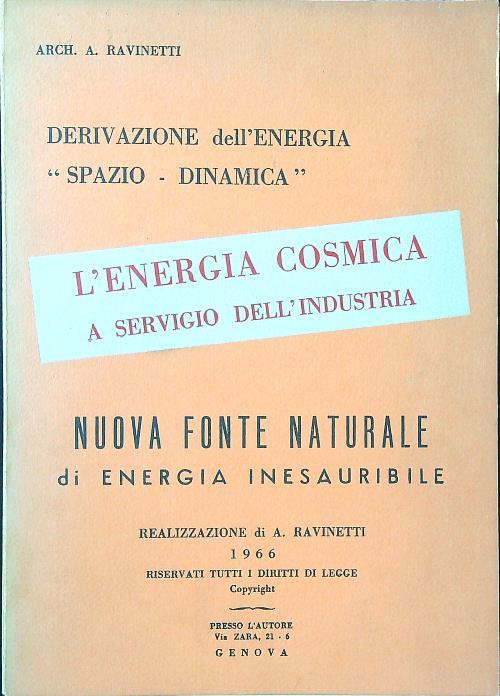 ARCH. A. RAVINETTI
DERIVAZIONE dell'ENERGIA
“ SPAZIO - DINAMICA ”
L'ENERGIA COSMICA
A SERVIGIO DELL'INDUSTRIA
NUOVA FONTE NATURALE
di ENERGIA INESAURIBILE
REALIZZAZIONE di A. RAVINETTI
1966
RISERVATI TUTTI I DIRITTI DI LEGGE
Copyright
PRESSO L'AUTORE
Via ZARA, 21 - 6
GENOVA